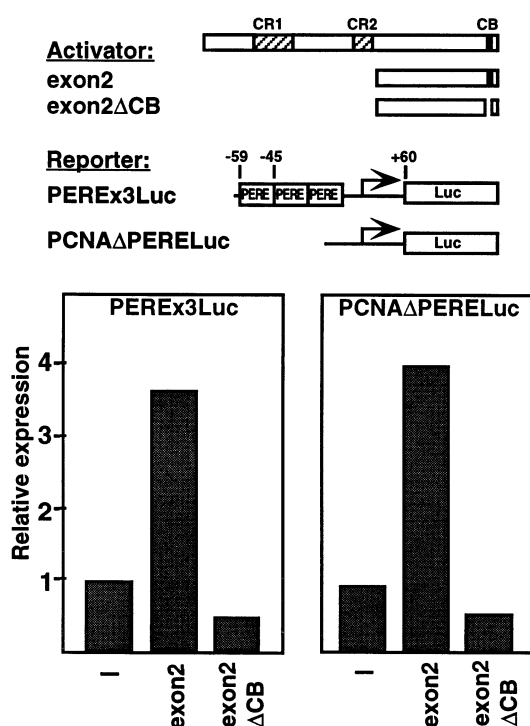 CR1 CR2 CB
Activator:
exon2
exon2ΔCB
Reporter:
-59 -45 +60
PEREx3Luc PERE PERE PERE Luc
PCNAΔPERELuc Luc
PEREx3Luc PCNAΔPERELuc
Relative expression
4
3
2
1
–
exon2
exon2
ΔCB
–
exon2
exon2
ΔCB